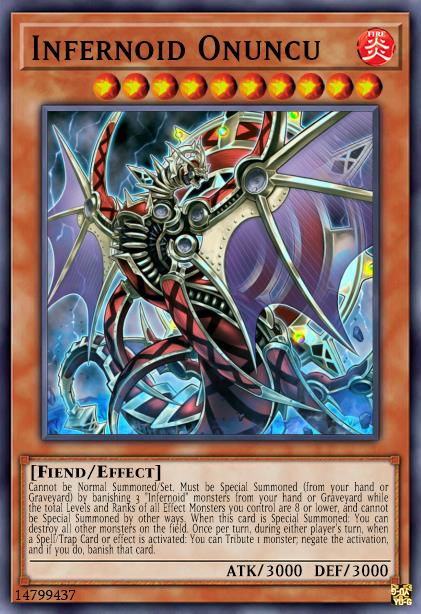 Infernoid Onuncu
FIRE
炎
[Fiend/Effect]
Cannot be Normal Summoned/Set. Must be Special Summoned (from your hand or
Graveyard) by banishing 3 "Infernoid" monsters from your hand or Graveyard while
the total Levels and Ranks of all Effect Monsters you control are 8 or lower, and cannot
be Special Summoned by other ways. When this card is Special Summoned: You can
destroy all other monsters on the field. Once per turn, during either player's turn, when
a Spell/Trap Card or effect is activated: You can Tribute 1 monster; negate the activation,
and if you do, banish that card.
ATK/3000 DEF/3000
14799437